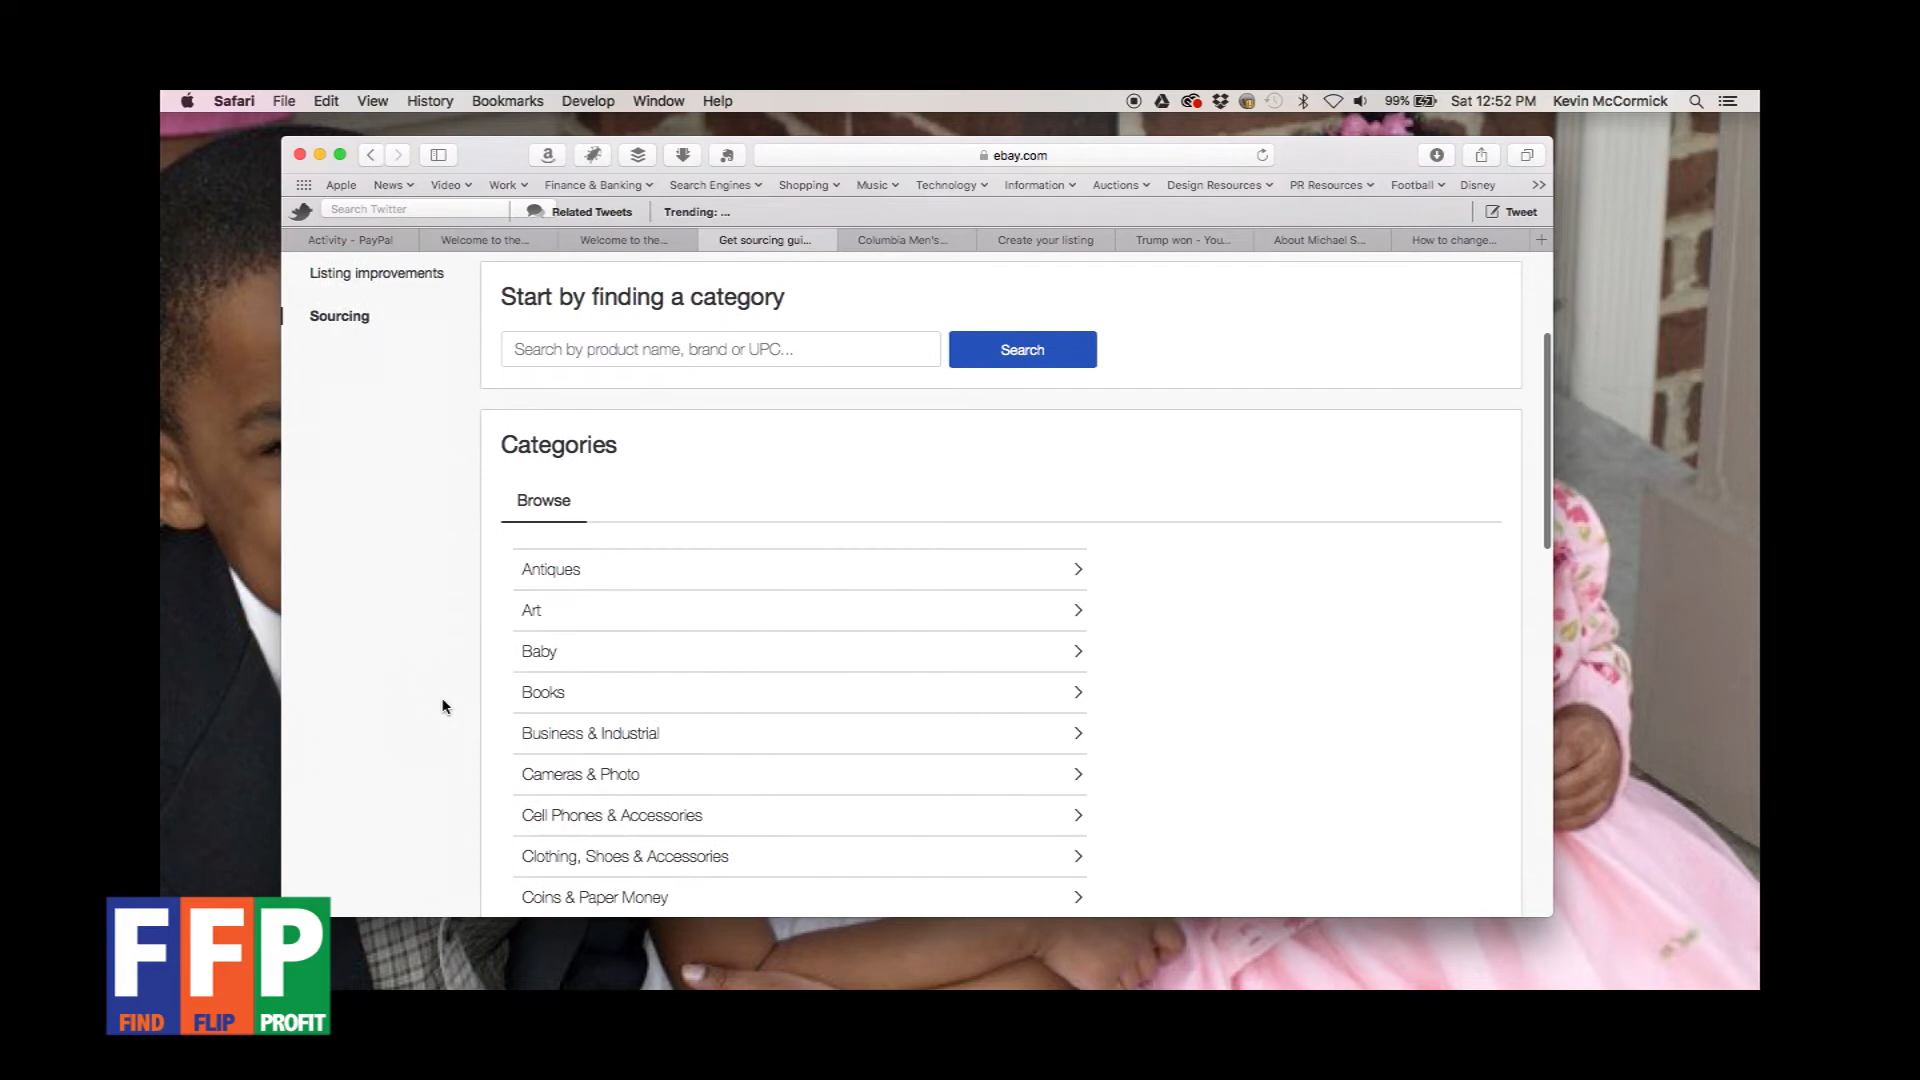 Safari File Edit View History Bookmarks Develop Window Help 99% Sat 12:52 PM Kevin McCormick
a ebay.com
Apple News Video Work Finance & Banking Search Engines Shopping Music Technology Information Auctions Design Resources PR Resources Football Disney >>
Search Twitter Related Tweets Trending: ... Tweet
Activity - PayPal Welcome to the... Welcome to the... Get sourcing gui... Columbia Men's... Create your listing Trump won - You... About Michael S... How to change... +
Listing improvements
Sourcing
Start by finding a category
Search by product name, brand or UPC... Search
Categories
Browse
Antiques
Art
Baby
Books
Business & Industrial
Cameras & Photo
Cell Phones & Accessories
Clothing, Shoes & Accessories
Coins & Paper Money
FFP
FIND FLIP PROFIT